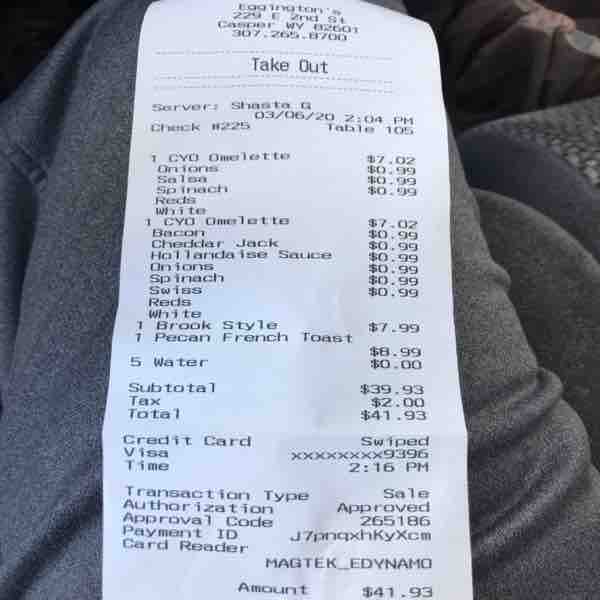 Eggington's
229 E 2nd St
Casper WY 82601
307.265.8700
Take Out
Server: Shasta G
03/06/20 2:04 PM
Check #225 Table 105
1 CYO Omelette $7.02
Onions $0.99
Salsa $0.99
Spinach $0.99
Reds
White
1 CYO Omelette $7.02
Bacon $0.99
Cheddar Jack $0.99
Hollandaise Sauce $0.99
Onions $0.99
Spinach $0.99
Swiss $0.99
Reds
White
1 Brook Style $7.99
1 Pecan French Toast
$8.99
5 Water $0.00
Subtotal $39.93
Tax $2.00
Total $41.93
Credit Card Swiped
Visa xxxxxxxx9396
Time 2:16 PM
Transaction Type Sale
Authorization Approved
Approval Code 265186
Payment ID J7pnqxhKyXcm
Card Reader
MAGTEK_EDYNAMO
Amount $41.93